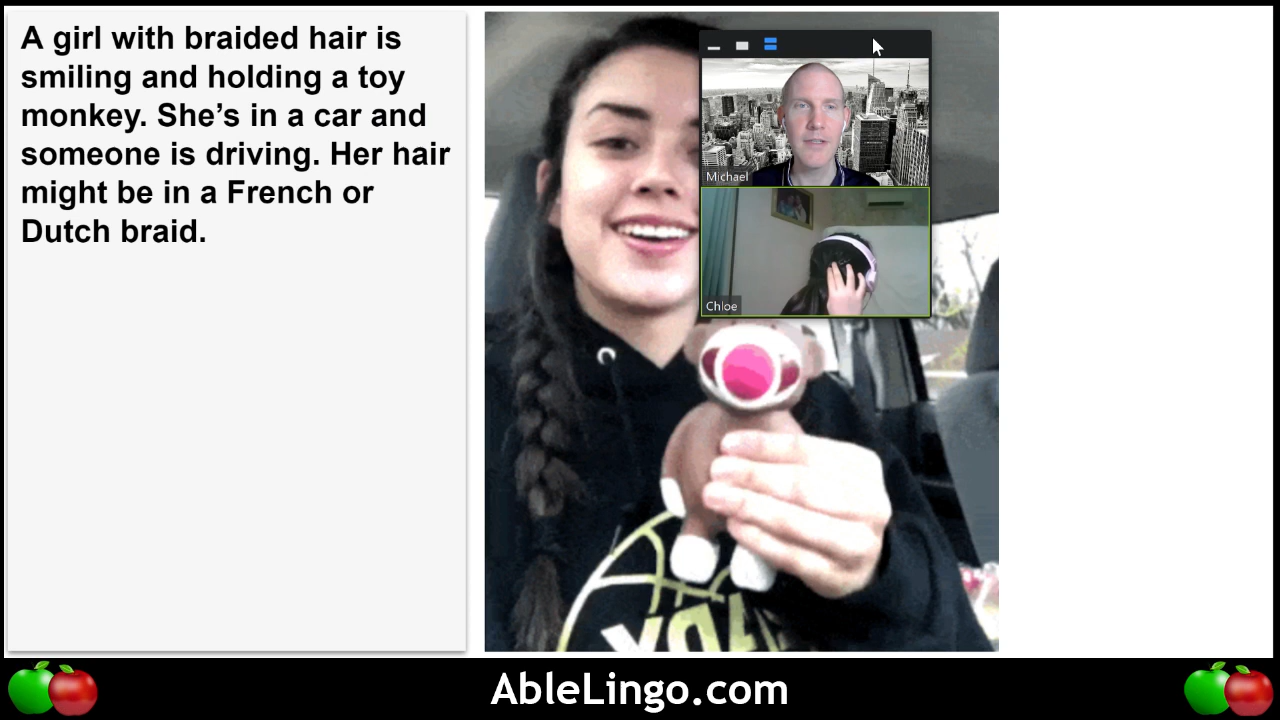 A girl with braided hair is
smiling and holding a toy
monkey. She’s in a car and
someone is driving. Her hair
might be in a French or
Dutch braid.
Michael
Chloe
AbleLingo.com